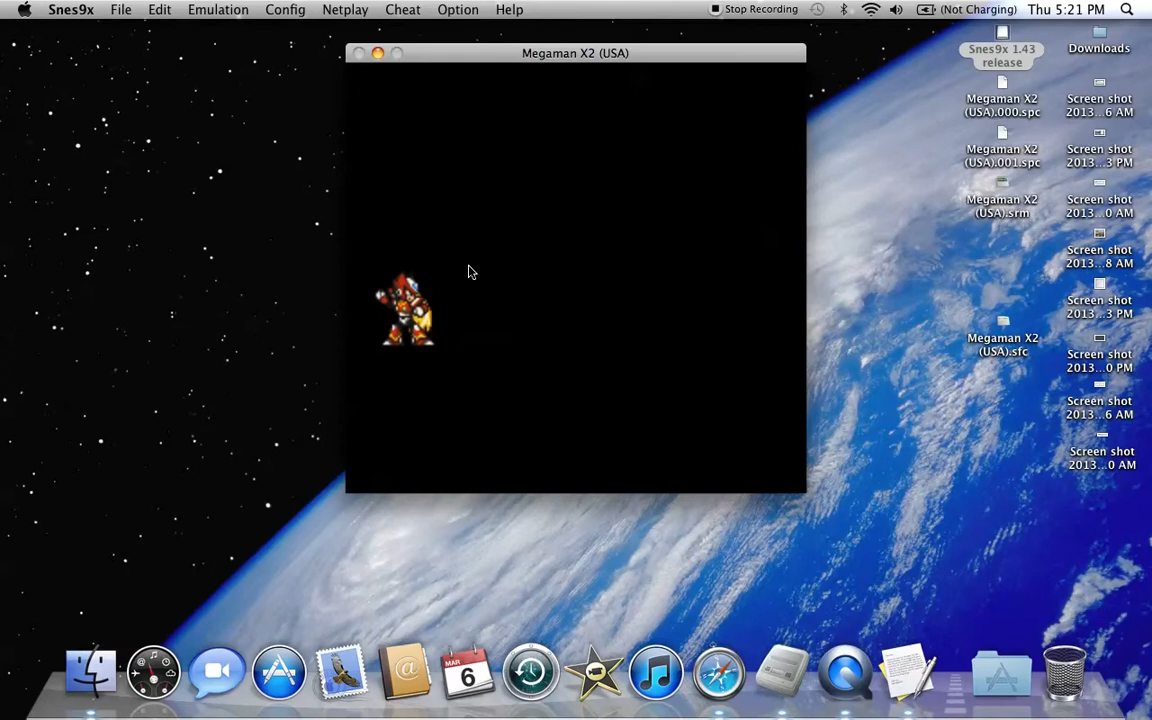 Snes9x File Edit Emulation Config Netplay Cheat Option Help Stop Recording (Not Charging) Thu 5:21 PM
Megaman X2 (USA)
Snes9x 1.43
release
Downloads
Megaman X2
(USA).000.spc
Screen shot
2013...6 AM
Megaman X2
(USA).001.spc
Screen shot
2013...3 PM
Megaman X2
(USA).srm
Screen shot
2013...0 AM
Screen shot
2013...8 AM
Screen shot
2013...3 PM
Megaman X2
(USA).sfc
Screen shot
2013...0 PM
Screen shot
2013...6 AM
Screen shot
2013...0 AM
MAR
6